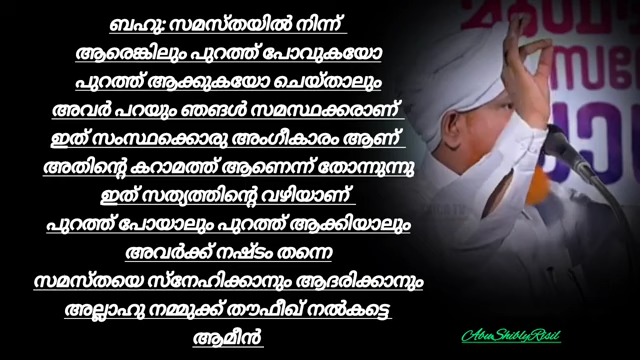 ബഹു: സമസ്തയിൽ നിന്ന്
ആരെങ്കിലും പുറത്ത് പോവുകയോ
പുറത്ത് ആക്കുകയോ ചെയ്താലും
അവർ പറയും ഞങൾ സമസ്ഥക്കരാണ്
ഇത് സംസ്ഥക്കൊരു അംഗീകാരം ആണ്
അതിൻ്റെ കറാമത്ത് ആണെന്ന് തോന്നുന്നു
ഇത് സത്യത്തിൻ്റെ വഴിയാണ്
പുറത്ത് പോയാലും പുറത്ത് ആക്കിയാലും
അവർക്ക് നഷ്ടം തന്നെ
സമസ്തയെ സ്നേഹിക്കാനും ആദരിക്കാനും
അല്ലാഹു നമ്മുക്ക് തൗഫീഖ് നൽകട്ടെ
ആമീൻ
AbuShiblyRisil